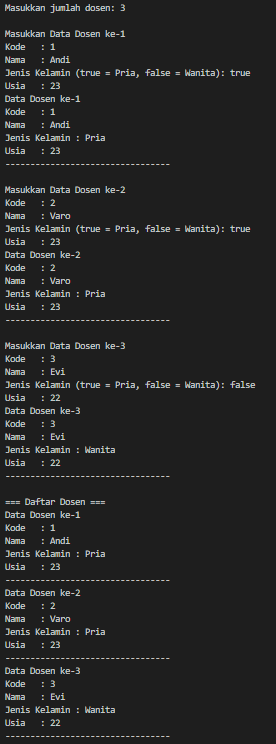 Masukkan jumlah dosen: 3

Masukkan Data Dosen ke-1
Kode   : 1
Nama   : Andi
Jenis Kelamin (true = Pria, false = Wanita): true
Usia   : 23
Data Dosen ke-1
Kode   : 1
Nama   : Andi
Jenis Kelamin : Pria
Usia   : 23
---------------------------------

Masukkan Data Dosen ke-2
Kode   : 2
Nama   : Varo
Jenis Kelamin (true = Pria, false = Wanita): true
Usia   : 23
Data Dosen ke-2
Kode   : 2
Nama   : Varo
Jenis Kelamin : Pria
Usia   : 23
---------------------------------

Masukkan Data Dosen ke-3
Kode   : 3
Nama   : Evi
Jenis Kelamin (true = Pria, false = Wanita): false
Usia   : 22
Data Dosen ke-3
Kode   : 3
Nama   : Evi
Jenis Kelamin : Wanita
Usia   : 22
---------------------------------

=== Daftar Dosen ===
Data Dosen ke-1
Kode   : 1
Nama   : Andi
Jenis Kelamin : Pria
Usia   : 23
---------------------------------
Data Dosen ke-2
Kode   : 2
Nama   : Varo
Jenis Kelamin : Pria
Usia   : 23
---------------------------------
Data Dosen ke-3
Kode   : 3
Nama   : Evi
Jenis Kelamin : Wanita
Usia   : 22
---------------------------------